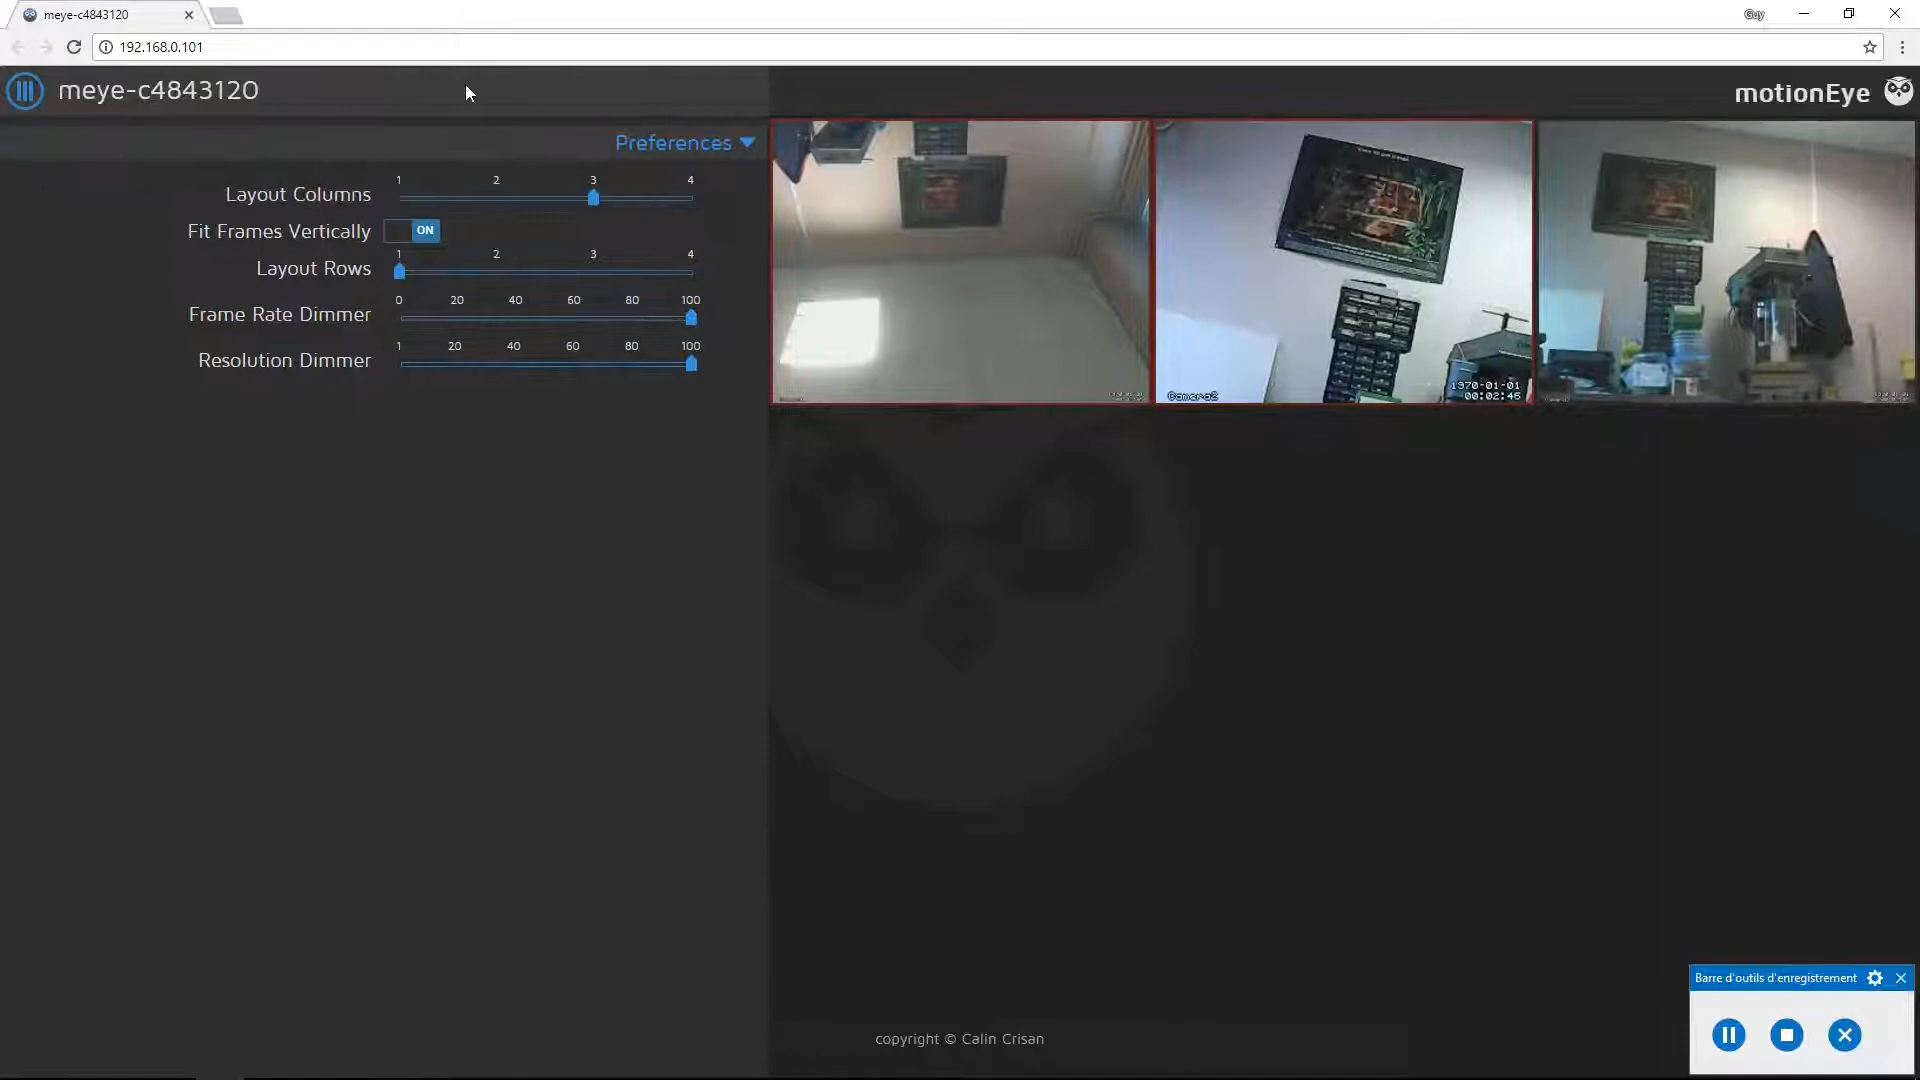 meye-c4843120
Guy
192.168.0.101
meye-c4843120
motionEye
Preferences
1 2 3 4
Layout Columns
Fit Frames Vertically ON
1 2 3 4
Layout Rows
0 20 40 60 80 100
Frame Rate Dimmer
1 20 40 60 80 100
Resolution Dimmer
Camera2
1970-01-01
00:02:45
Barre d'outils d'enregistrement
copyright © Calin Crisan